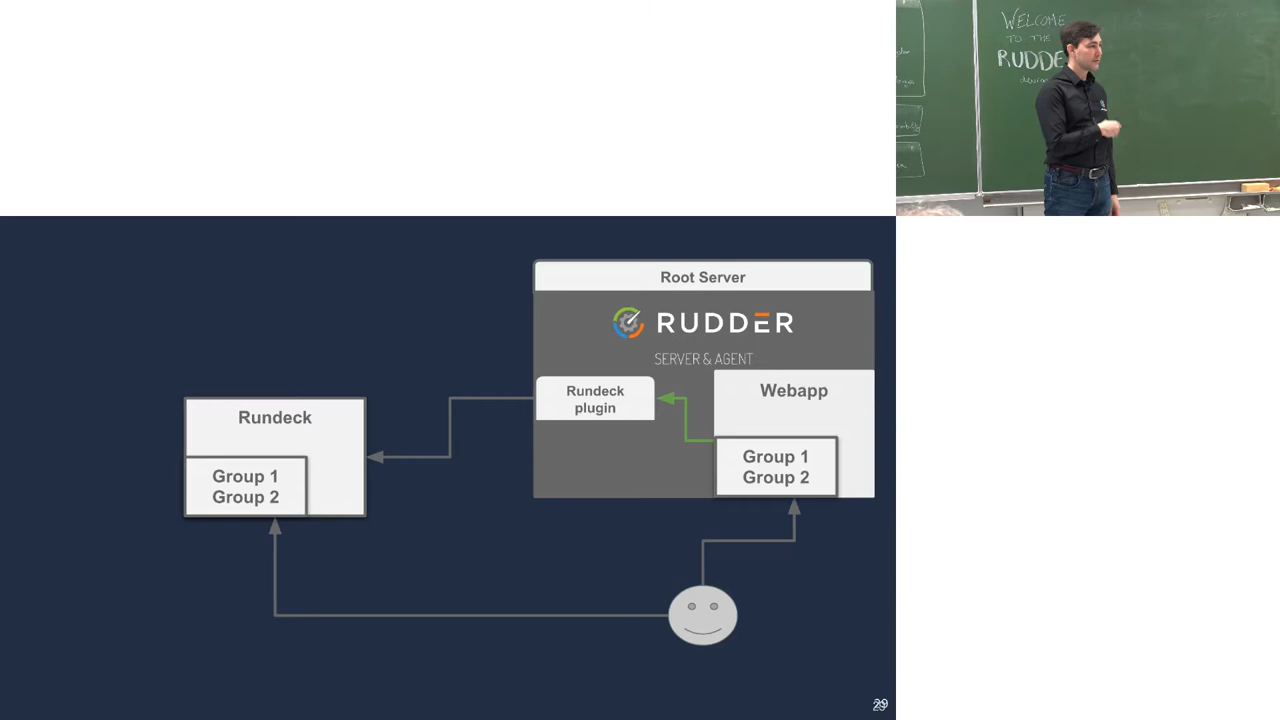 WELCOME
TO THE
RUDDE
Root Server
RUDDER
SERVER & AGENT
Rundeck
plugin
Webapp
Group 1
Group 2
Rundeck
Group 1
Group 2